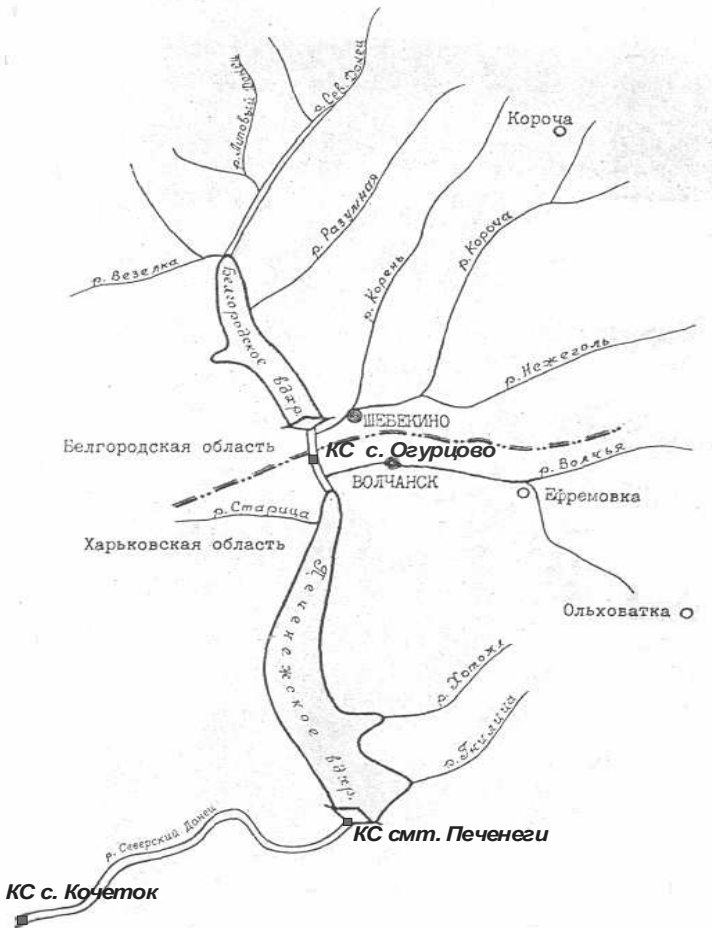 р.Сев. Донец
р.Липовый Донец
Короча
р. Разумная
р. Корень
р. Короча
р. Везелка
Белгородское вдхр.
р. Нежеголь
ШЕБЕКИНО
Белгородская область
КС с. Огурцово
р. Волчья
ВОЛЧАНСК
Ефремовка
р. Старица
Харьковская область
Печенежское вдхр.
Ольховатка
р. Хотомля
р. Гнилица
р. Северский Донец
КС смт. Печенеги
КС с. Кочеток